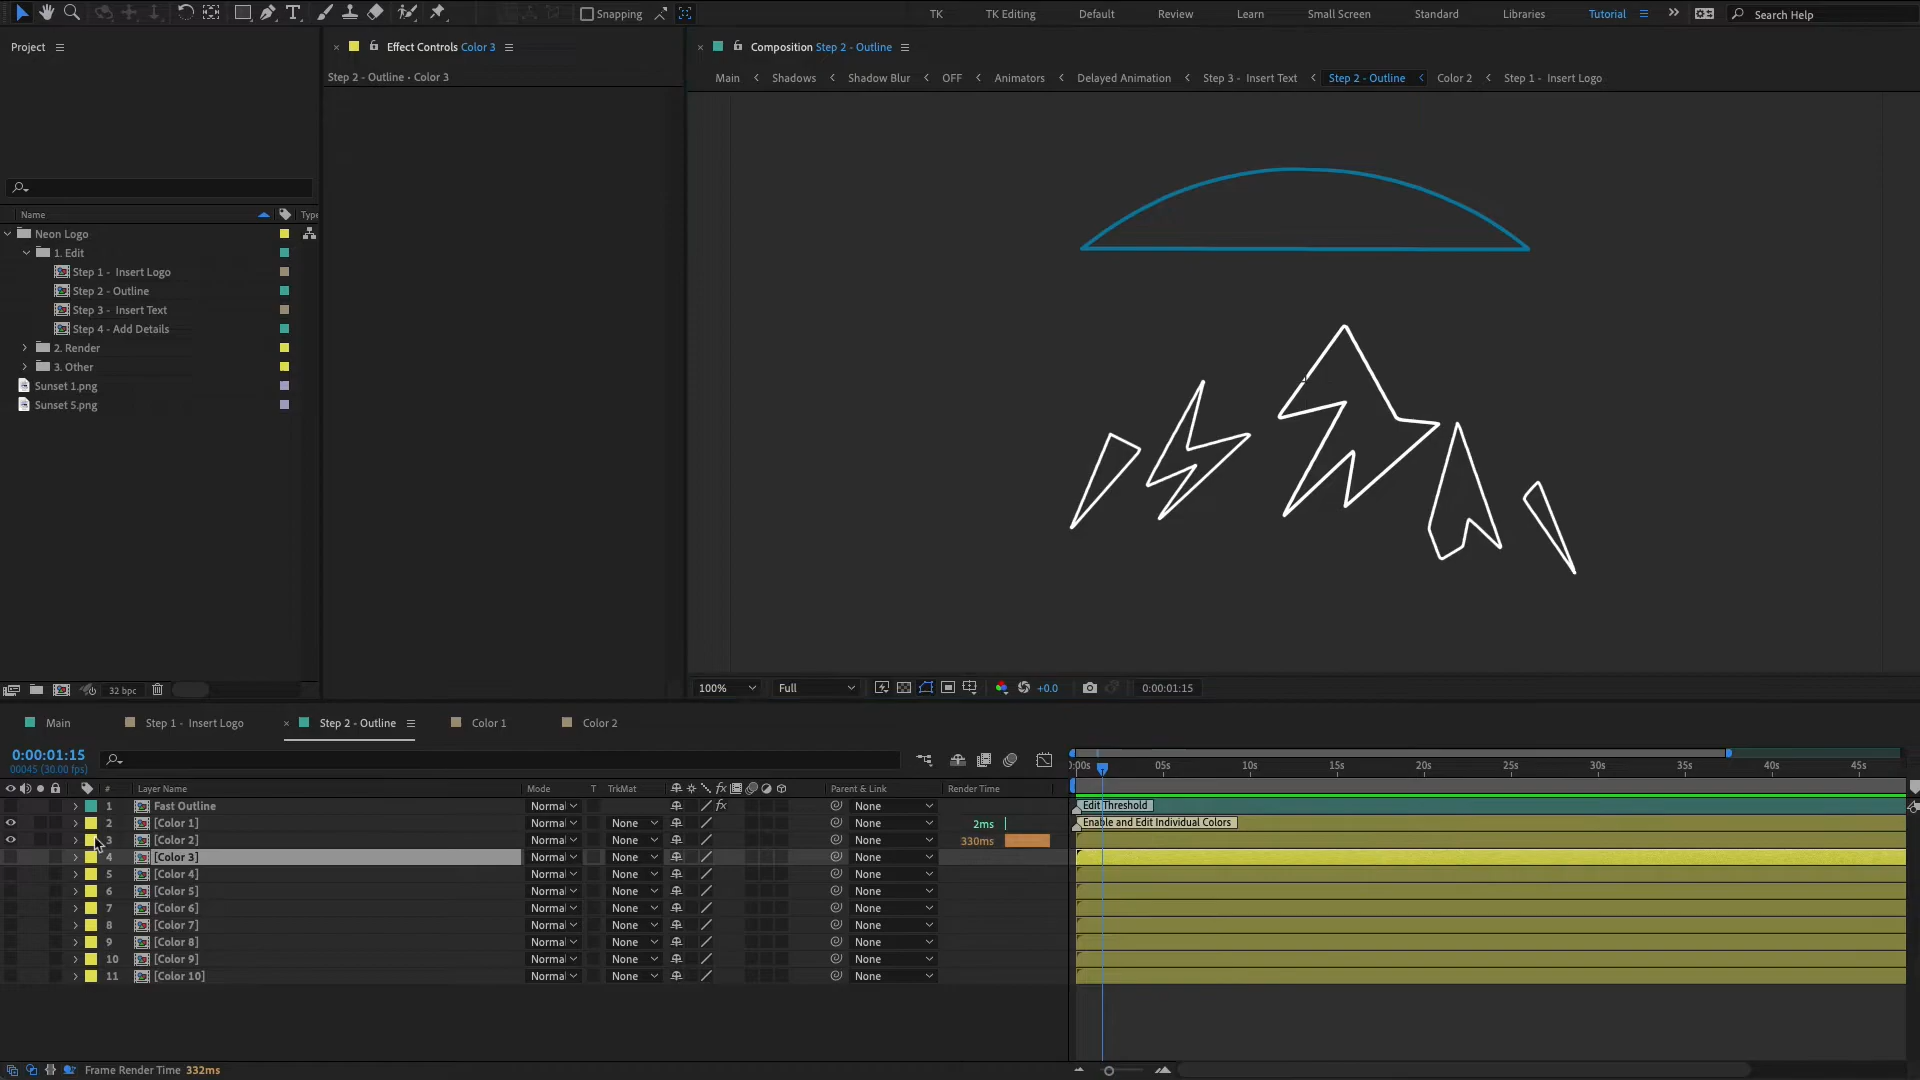 Snapping
TK
TK Editing
Default
Review
Learn
Small Screen
Standard
Libraries
Tutorial
Search Help
Project
Effect Controls Color 3
Composition Step 2 - Outline
Step 2 - Outline • Color 3
Main
Shadows
Shadow Blur
OFF
Animators
Delayed Animation
Step 3 - Insert Text
Step 2 - Outline
Color 2
Step 1 - Insert Logo
Name
Type
Neon Logo
1. Edit
Step 1 - Insert Logo
Step 2 - Outline
Step 3 - Insert Text
Step 4 - Add Details
2. Render
3. Other
Sunset 1.png
Sunset 5.png
32 bpc
100%
Full
+0.0
0:00:01:15
Main
Step 1 - Insert Logo
Step 2 - Outline
Color 1
Color 2
0:00:01:15
00045 (30.00 fps)
:00s
05s
10s
15s
20s
25s
30s
35s
40s
45s
#
Layer Name
Mode
T
TrkMat
fx
Parent & Link
Render Time
1 Fast Outline Normal fx None Edit Threshold
2 [Color 1] Normal None None 2ms Enable and Edit Individual Colors
3 [Color 2] Normal None None 330ms
4 [Color 3] Normal None None
5 [Color 4] Normal None None
6 [Color 5] Normal None None
7 [Color 6] Normal None None
8 [Color 7] Normal None None
9 [Color 8] Normal None None
10 [Color 9] Normal None None
11 [Color 10] Normal None None
Frame Render Time 332ms